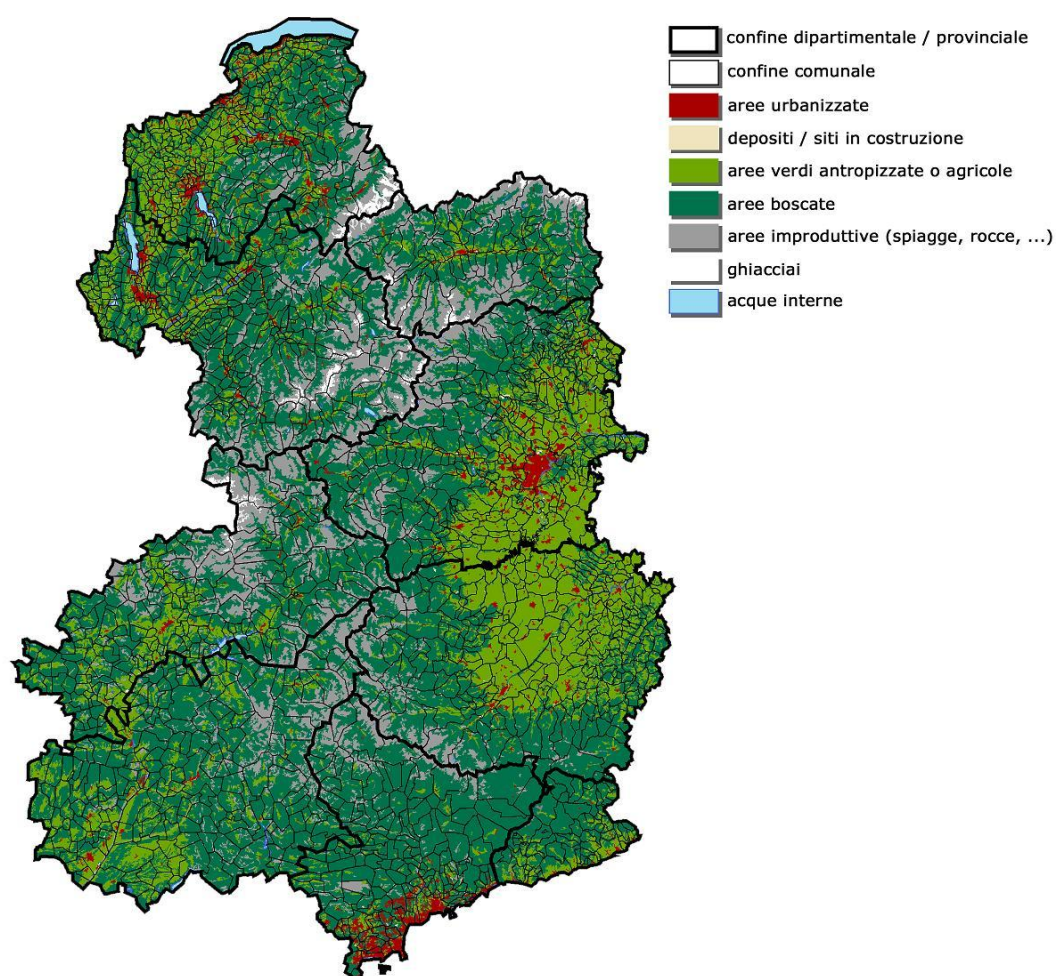 confine dipartimentale / provinciale
confine comunale
aree urbanizzate
depositi / siti in costruzione
aree verdi antropizzate o agricole
aree boscate
aree improduttive (spiagge, rocce, ...)
ghiacciai
acque interne